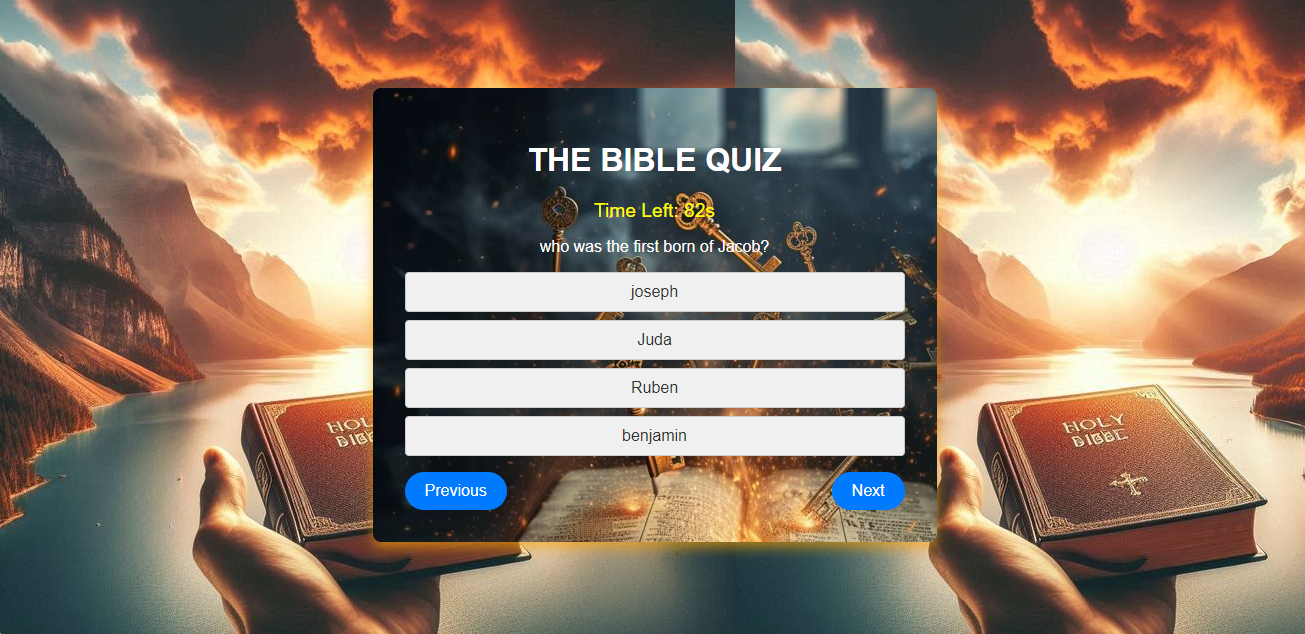 THE BIBLE QUIZ
Time Left: 82s
who was the first born of Jacob?
joseph
Juda
Ruben
benjamin
Previous
Next
HOLY
HOLY
BIBLE